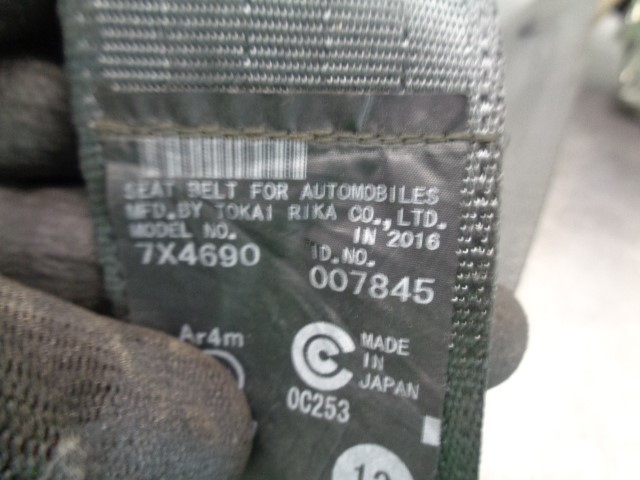 SEAT BELT FOR AUTOMOBILES
MFD. BY TOKAI RIKA CO., LTD.
MODEL NO. IN 2016
7X4690 ID.NO.
007845
Ar4m
MADE
IN
JAPAN
0C253